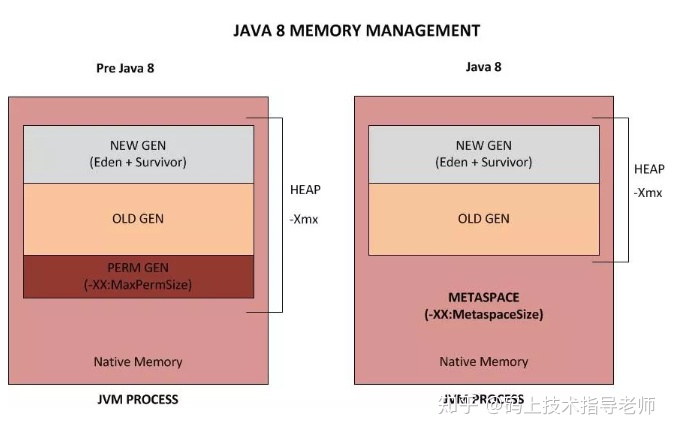 JAVA 8 MEMORY MANAGEMENT
Pre Java 8
NEW GEN
(Eden + Survivor)
OLD GEN
PERM GEN
(-XX:MaxPermSize)
Native Memory
HEAP
-Xmx
JVM PROCESS
Java 8
NEW GEN
(Eden + Survivor)
OLD GEN
METASPACE
(-XX:MetaspaceSize)
Native Memory
HEAP
-Xmx
JVM PROCESS
知乎 @码上技术指导老师